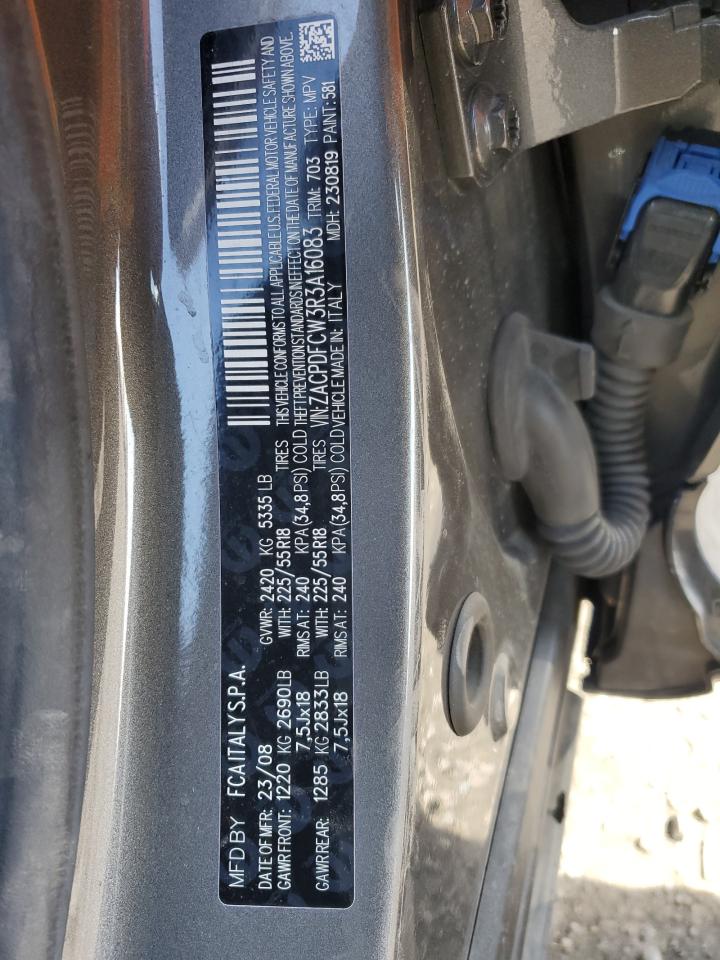 MFD BY FCA ITALY S.P.A.
DATE OF MFR: 23/08 GVWR: 2420 KG 5335 LB
GAWR FRONT: 1220 KG 2690LB WITH: 225/55R18 TIRES
7,5Jx18 RIMS AT: 240 KPA(34,8PSI) COLD
GAWR REAR: 1285 KG 2833LB WITH: 225/55R18 TIRES
7,5Jx18 RIMS AT: 240 KPA(34,8PSI) COLD
THIS VEHICLE CONFORMS TO ALL APPLICABLE U.S. FEDERAL MOTOR VEHICLE SAFETY AND
THEFT PREVENTION STANDARDS IN EFFECT ON THE DATE OF MANUFACTURE SHOWN ABOVE.
VIN:ZACPDFCW3R3A16083 TRIM: 703 TYPE: MPV
VEHICLE MADE IN: ITALY MDH: 230819 PAINT: 581